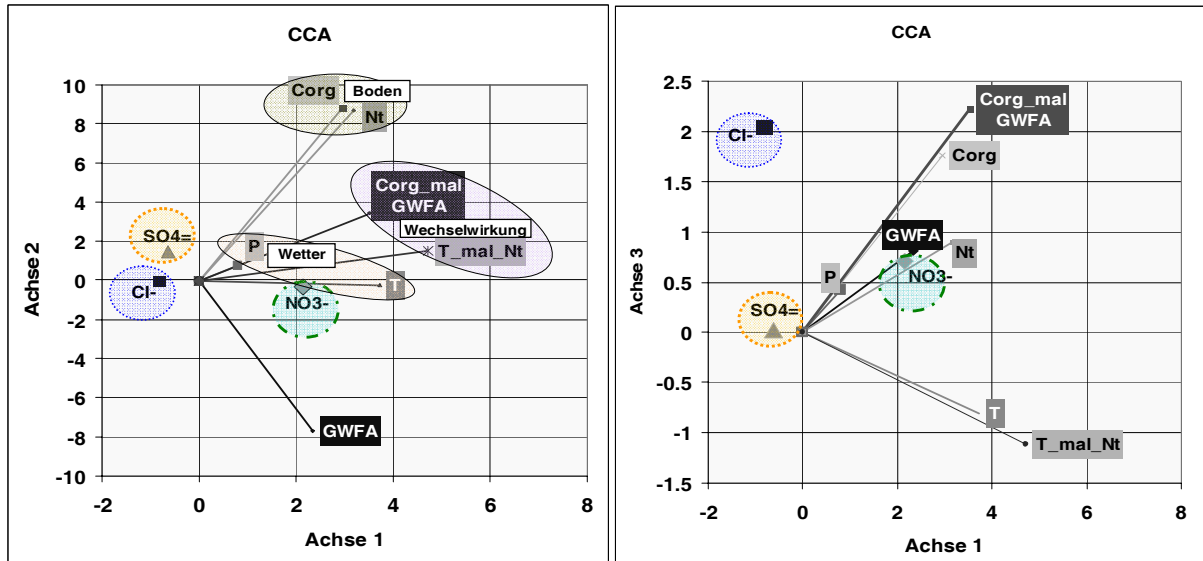 CCA
Achse 2
10
8
6
4
2
0
-2
-4
-6
-8
-10
Corg
Boden
Nt
Corg_mal
GWFA
Wechselwirkung
T_mal_Nt
SO4=
P
Wetter
Cl-
NO3-
T
GWFA
-2 0 2 4 6 8
Achse 1
CCA
Achse 3
2.5
2
1.5
1
0.5
0
-0.5
-1
-1.5
Corg_mal
GWFA
Cl-
Corg
GWFA
Nt
P
NO3-
SO4=
T
T_mal_Nt
-2 0 2 4 6 8
Achse 1